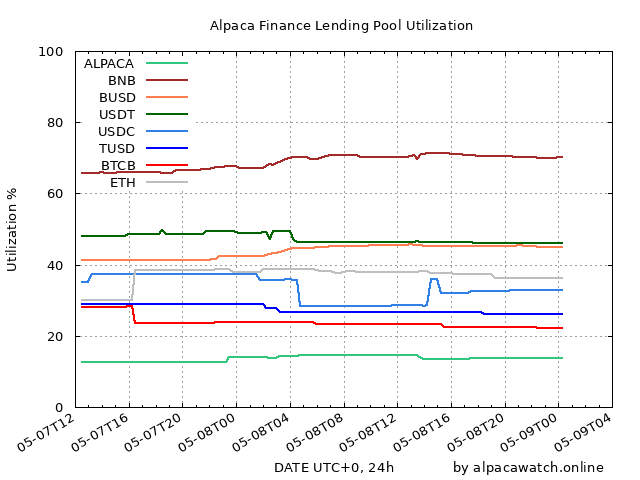 Alpaca Finance Lending Pool Utilization
100
80
60
40
20
0
Utilization %
ALPACA
BNB
BUSD
USDT
USDC
TUSD
BTCB
ETH
05-07T12
05-07T16
05-07T20
05-08T00
05-08T04
05-08T08
05-08T12
05-08T16
05-08T20
05-09T00
05-09T04
DATE UTC+0, 24h
by alpacawatch.online